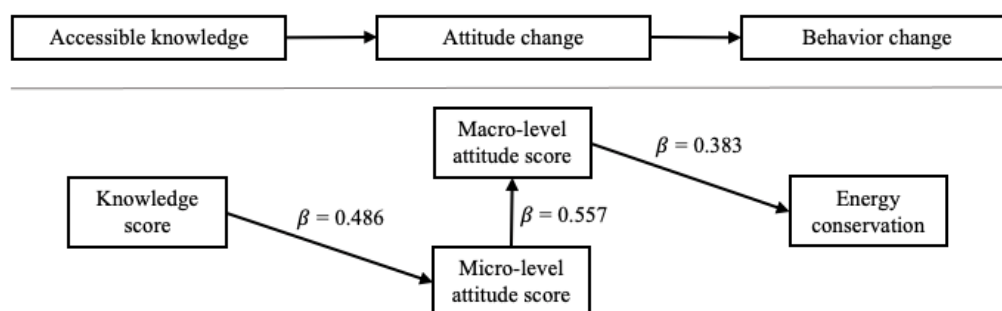 Accessible knowledge
Attitude change
Behavior change
Macro-level
attitude score
β = 0.383
Knowledge
score
Energy
conservation
β = 0.486
β = 0.557
Micro-level
attitude score